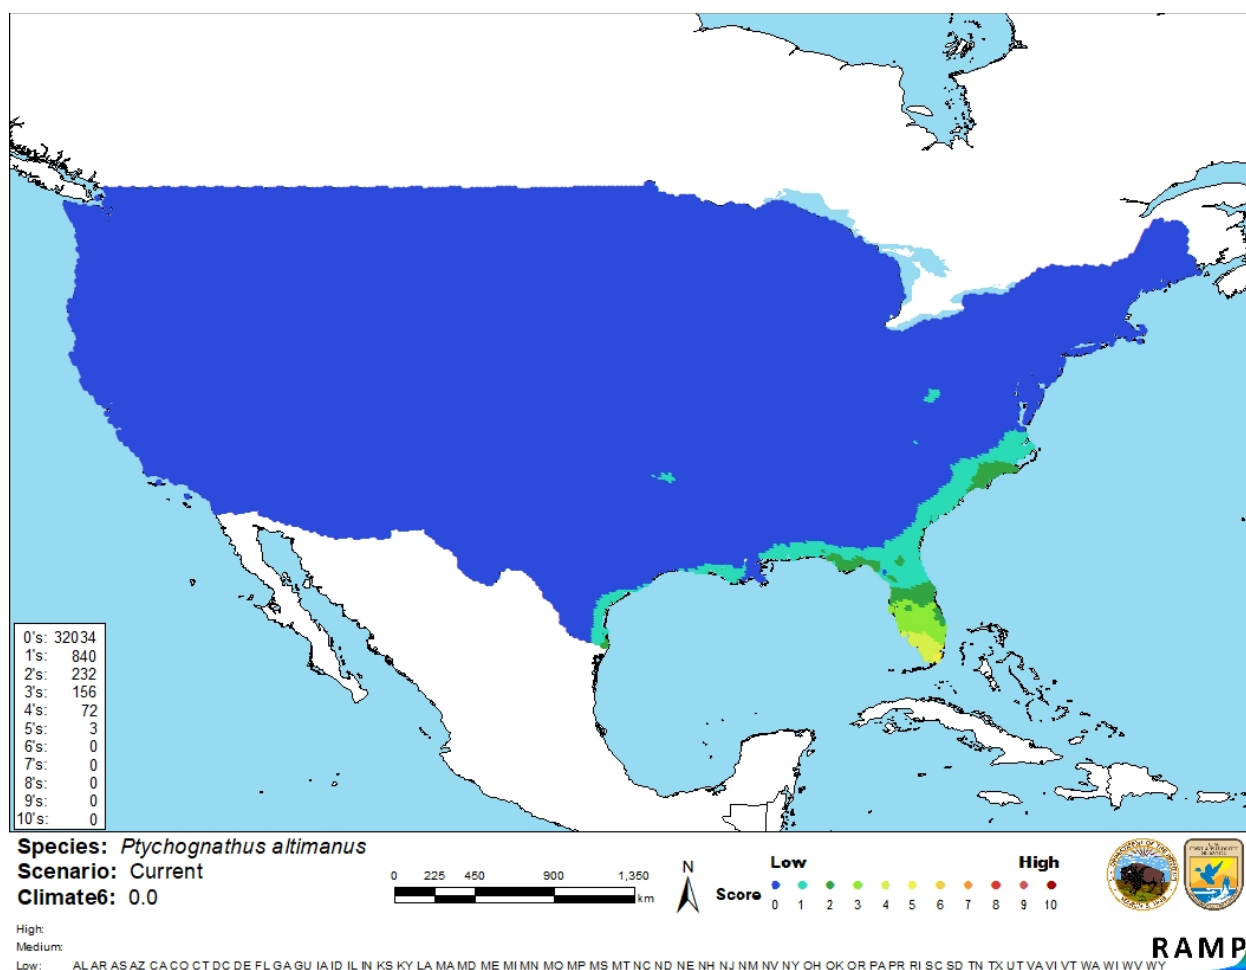 0's: 32034
1's: 840
2's: 232
3's: 156
4's: 72
5's: 3
6's: 0
7's: 0
8's: 0
9's: 0
10's: 0
Species: Ptychognathus altimanus
Scenario: Current
Climate6: 0.0
0 225 450 900 1,350
km
N
Low High
Score 0 1 2 3 4 5 6 7 8 9 10
High:
Medium:
Low: AL AR AS AZ CA CO CT DC DE FL GA GU IA ID IL IN KS KY LA MA MD ME MI MN MO MP MS MT NC ND NE NH NJ NM NV NY OH OK OR PA PR RI SC SD TN TX UT VA VI VT WA WI WV WY
RAMP